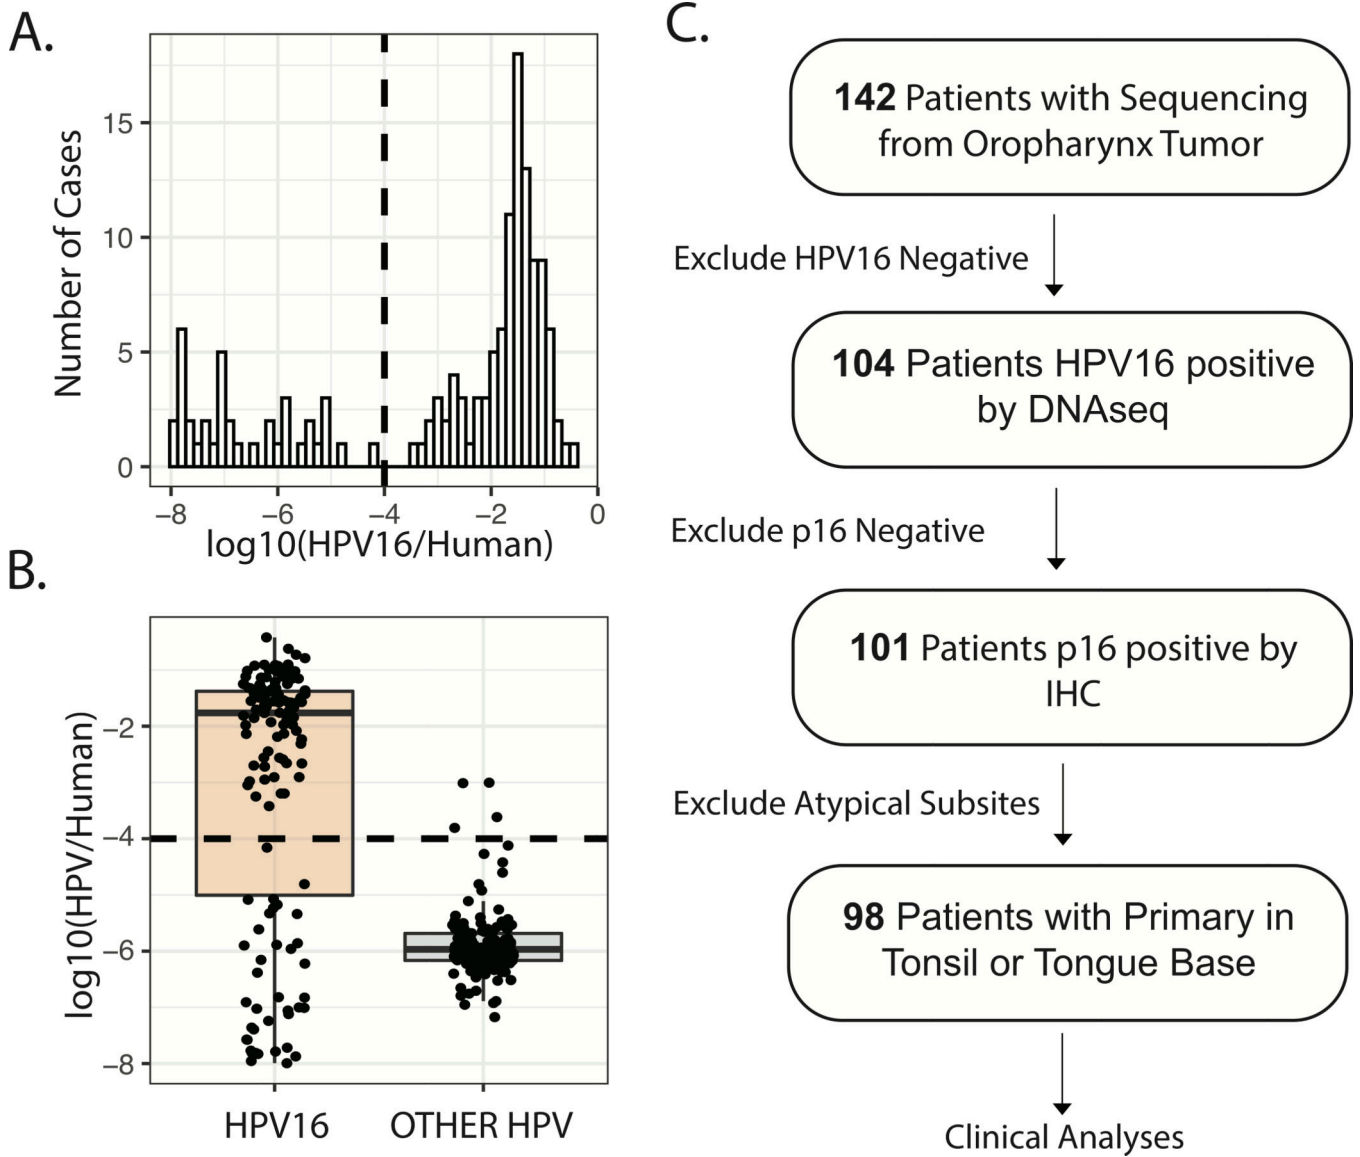 A.
Number of Cases
15
10
5
0
−8
−6
−4
−2
0
log10(HPV16/Human)
B.
log10(HPV/Human)
−2
−4
−6
−8
HPV16
OTHER HPV
C.
142 Patients with Sequencing
from Oropharynx Tumor
Exclude HPV16 Negative
104 Patients HPV16 positive
by DNAseq
Exclude p16 Negative
101 Patients p16 positive by
IHC
Exclude Atypical Subsites
98 Patients with Primary in
Tonsil or Tongue Base
Clinical Analyses